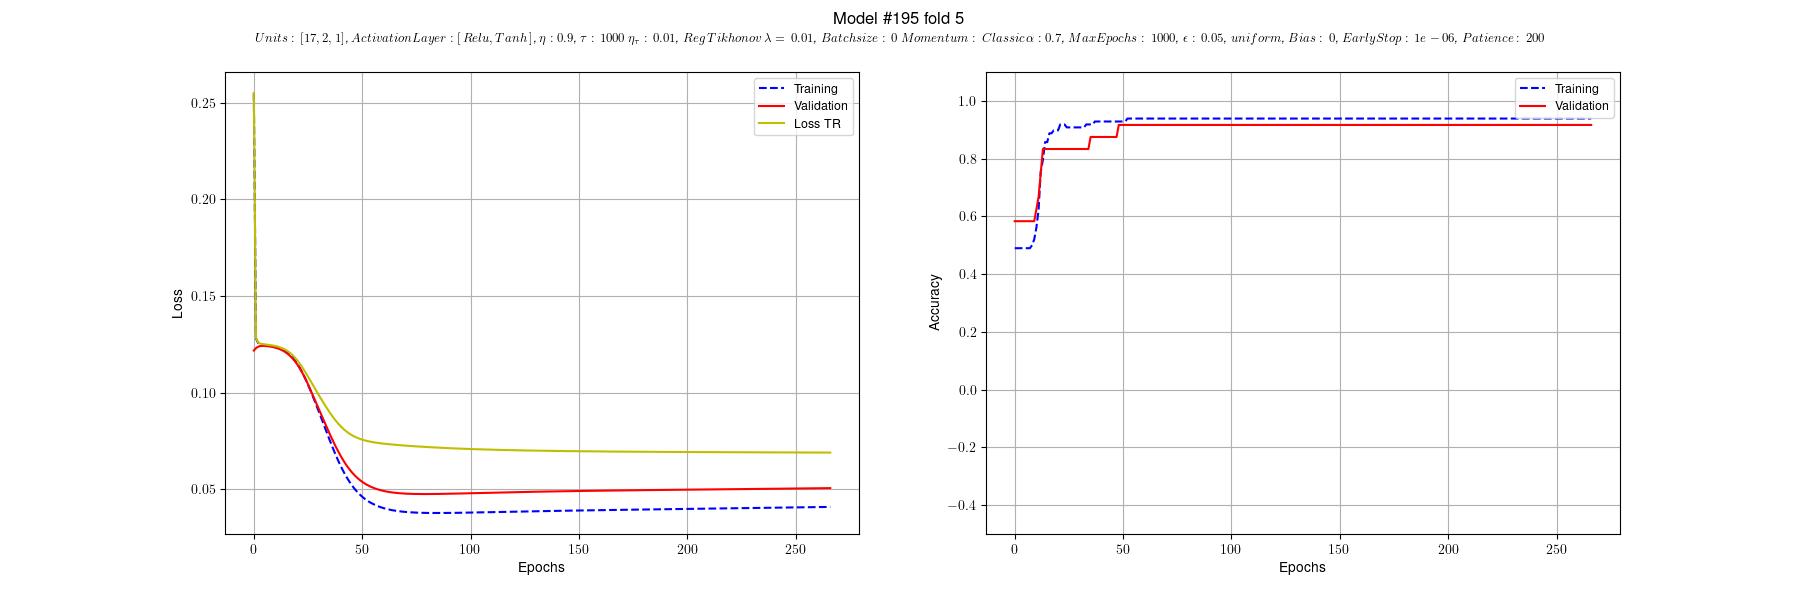 Model #195 fold 5
Units : [17, 2, 1], ActivationLayer : [ Relu, Tanh ], η : 0.9, τ : 1000 ητ : 0.01, RegTikhonov λ = 0.01, Batchsize : 0 Momentum : Classicα : 0.7, MaxEpochs : 1000, ϵ : 0.05, uniform, Bias : 0, EarlyStop : 1e − 06, Patience : 200
Loss
0.25
0.20
0.15
0.10
0.05
Training
Validation
Loss TR
0 50 100 150 200 250
Epochs
Accuracy
1.0
0.8
0.6
0.4
0.2
0.0
−0.2
−0.4
Training
Validation
0 50 100 150 200 250
Epochs